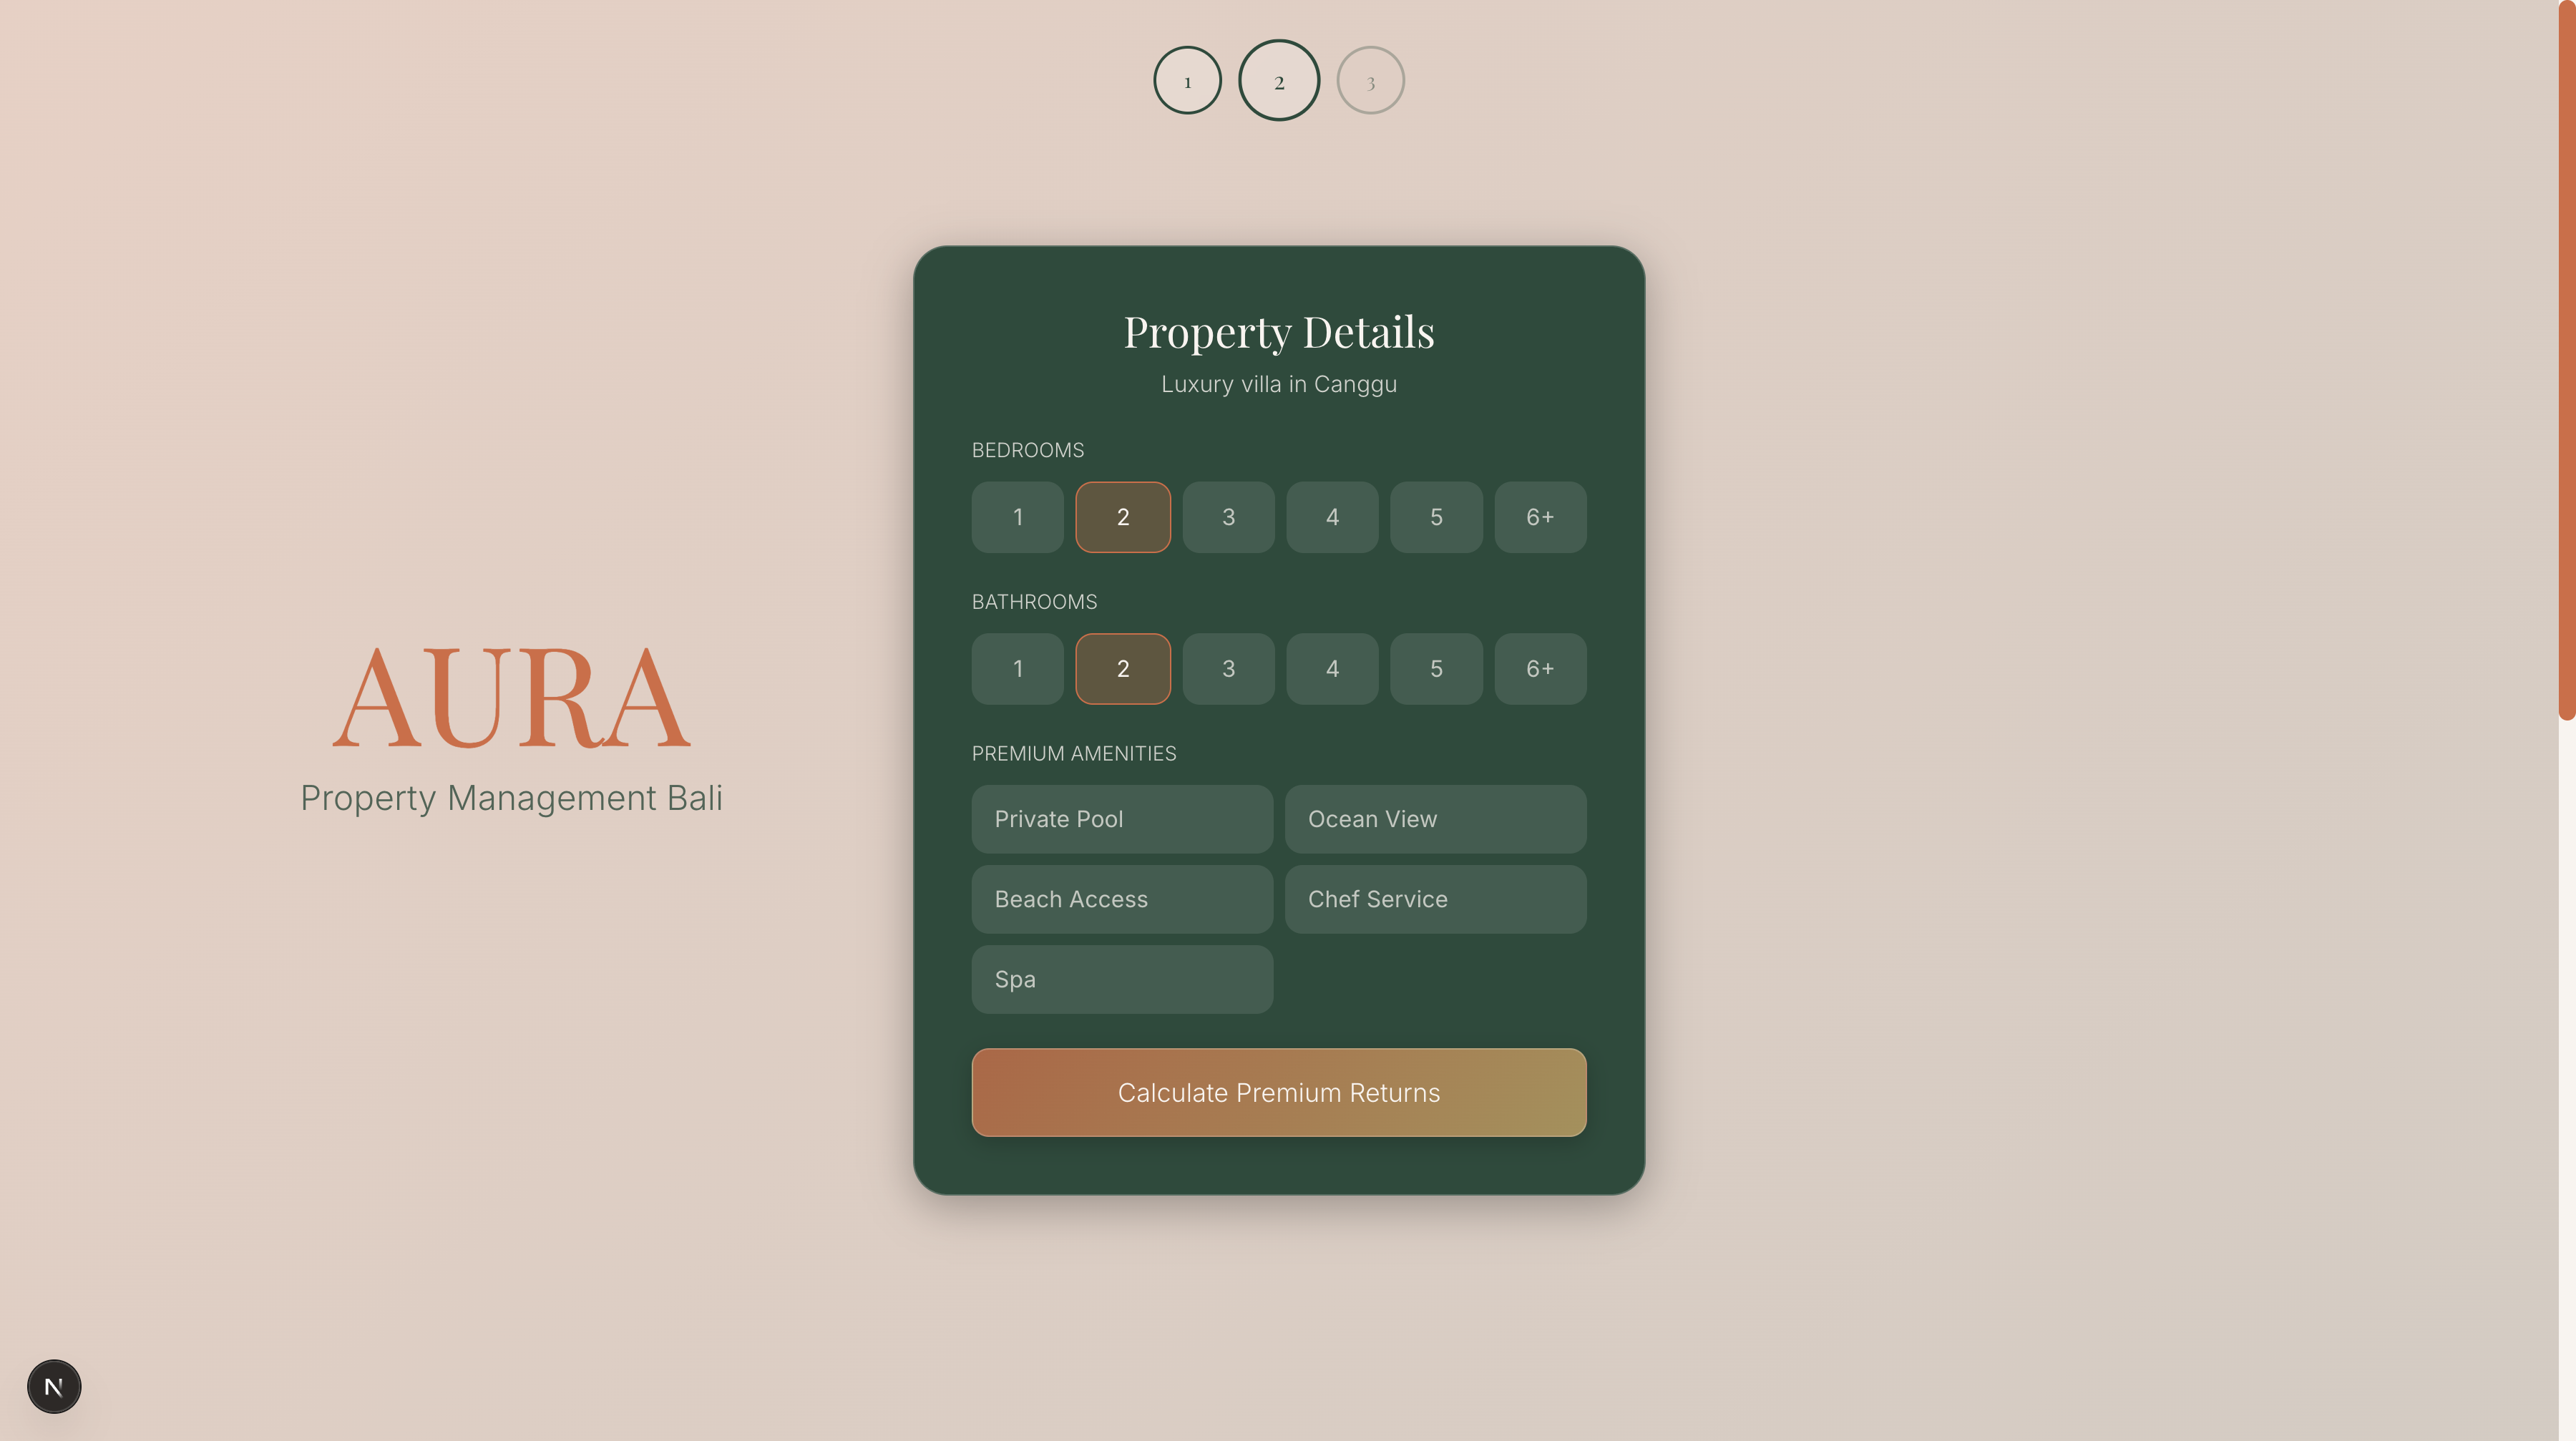 1 2 3
Property Details
Luxury villa in Canggu
BEDROOMS
1 2 3 4 5 6+
BATHROOMS
1 2 3 4 5 6+
PREMIUM AMENITIES
Private Pool Ocean View
Beach Access Chef Service
Spa
Calculate Premium Returns
AURA
Property Management Bali
N